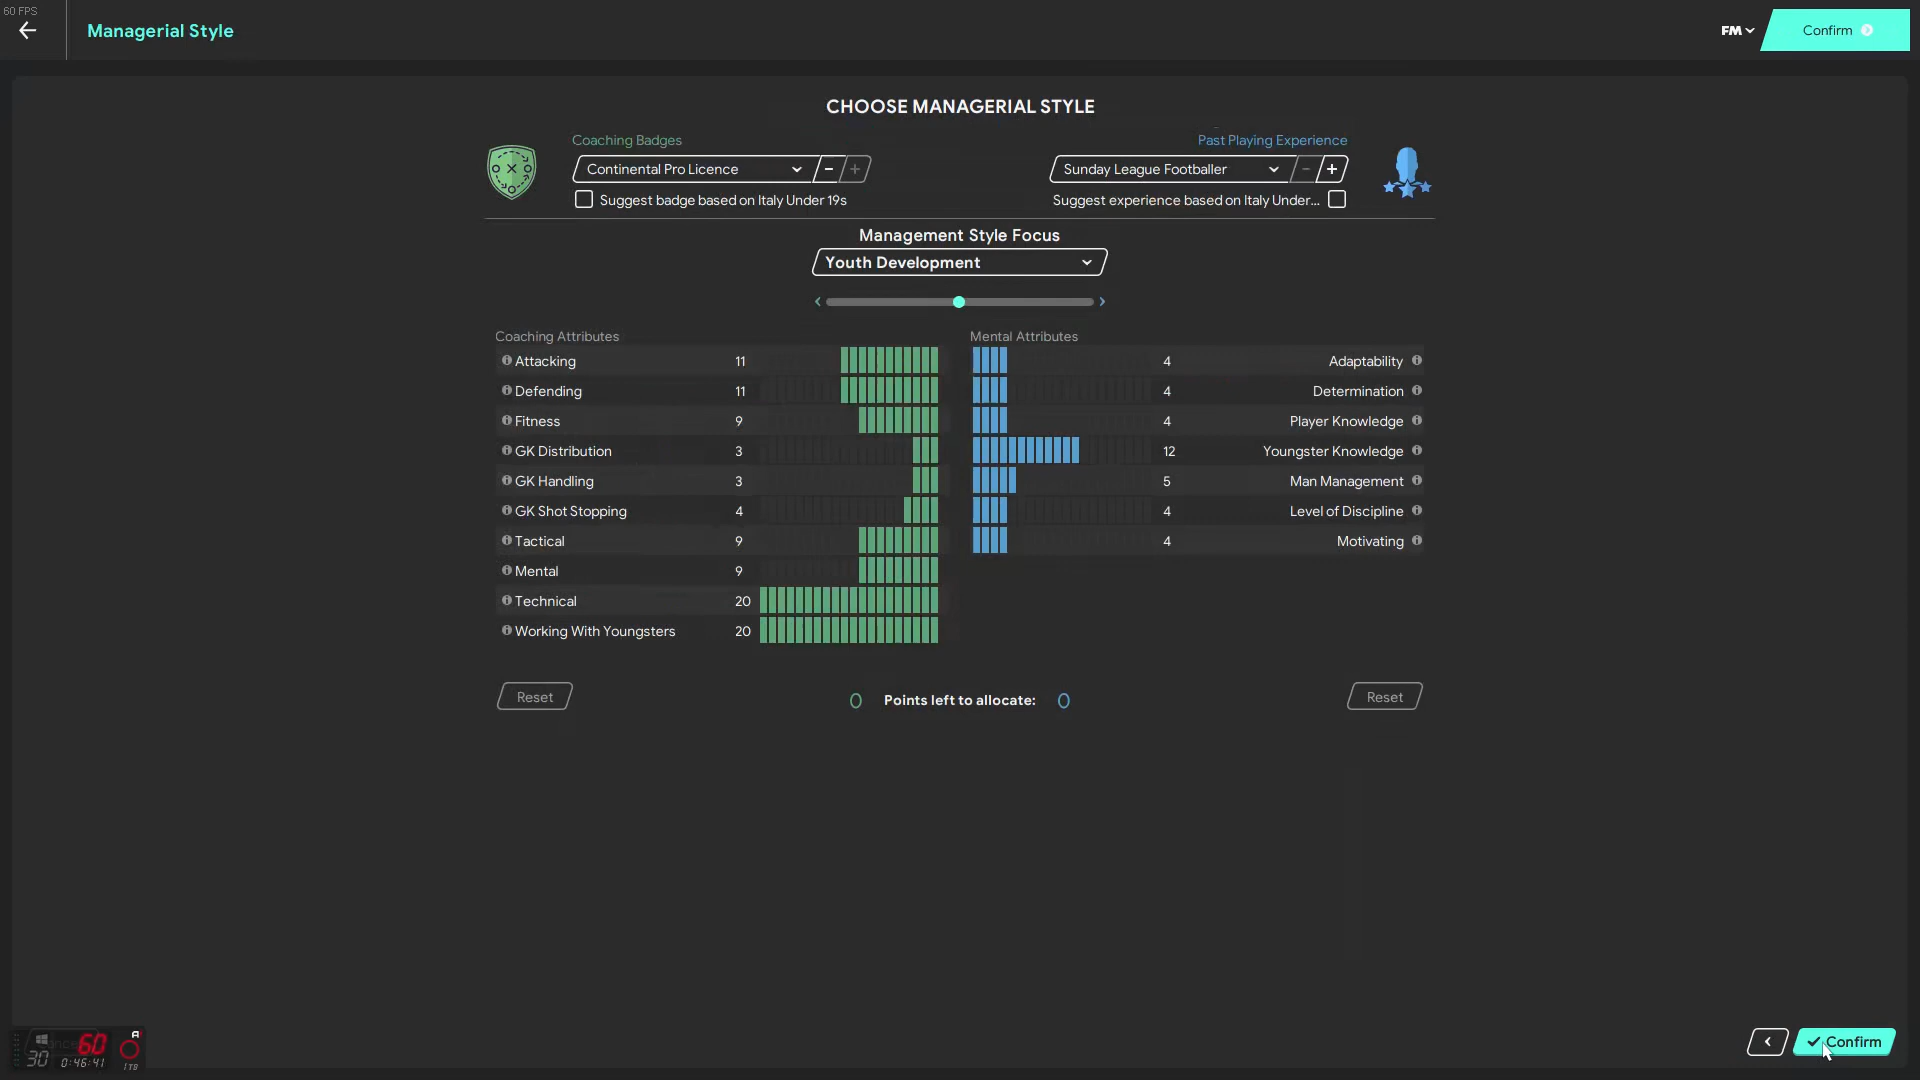 60 FPS
Managerial Style
FM
Confirm
CHOOSE MANAGERIAL STYLE
Coaching Badges
Past Playing Experience
Continental Pro Licence
Sunday League Footballer
Suggest badge based on Italy Under 19s
Suggest experience based on Italy Under...
Management Style Focus
Youth Development
Coaching Attributes
Mental Attributes
Attacking 11
4 Adaptability
Defending 11
4 Determination
Fitness 9
4 Player Knowledge
GK Distribution 3
12 Youngster Knowledge
GK Handling 3
5 Man Management
GK Shot Stopping 4
4 Level of Discipline
Tactical 9
4 Motivating
Mental 9
Technical 20
Working With Youngsters 20
Reset
0 Points left to allocate: 0
Reset
60
30
0:46:41
A
1TB
Confirm